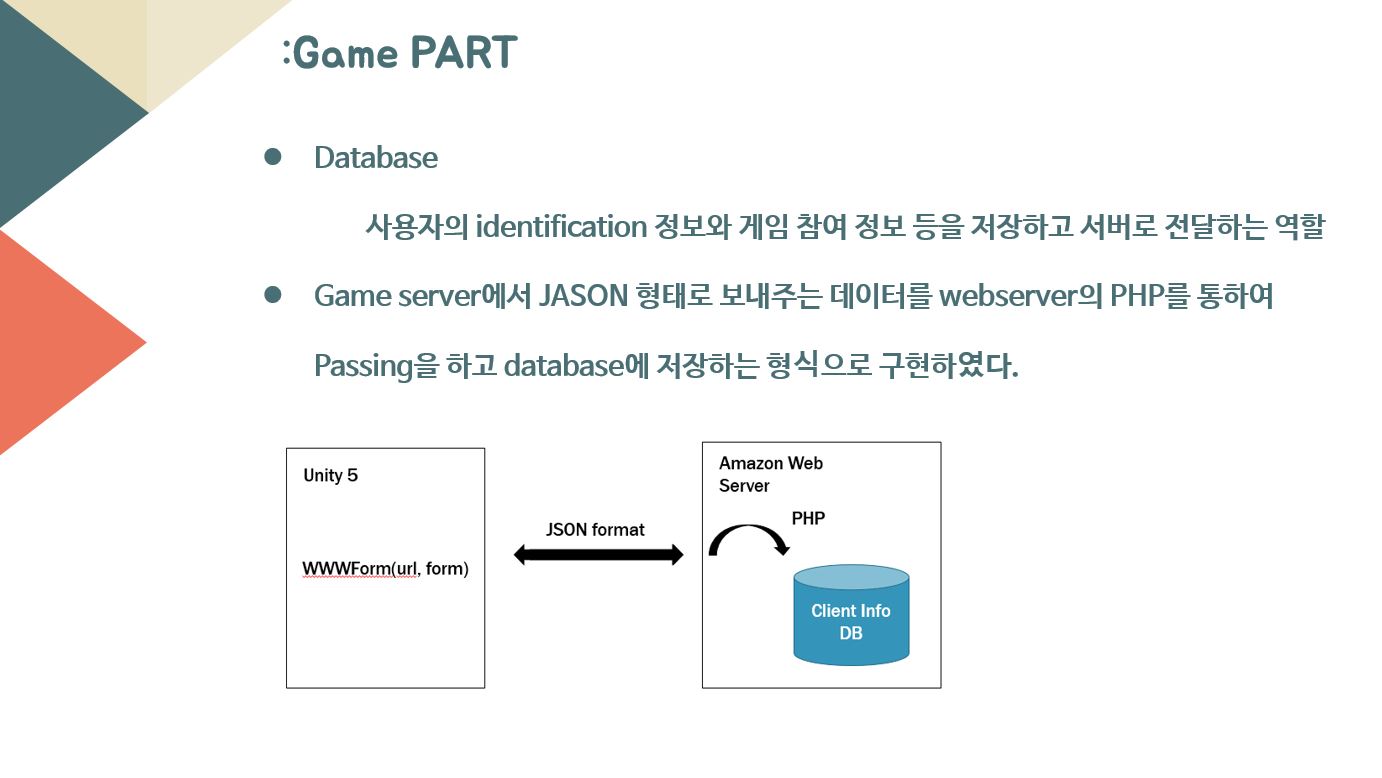 :Game PART
● Database
사용자의 identification 정보와 게임 참여 정보 등을 저장하고 서버로 전달하는 역할
● Game server에서 JASON 형태로 보내주는 데이터를 webserver의 PHP를 통하여
Passing을 하고 database에 저장하는 형식으로 구현하였다.
Unity 5
WWWForm(url, form)
JSON format
Amazon Web
Server
PHP
Client Info
DB